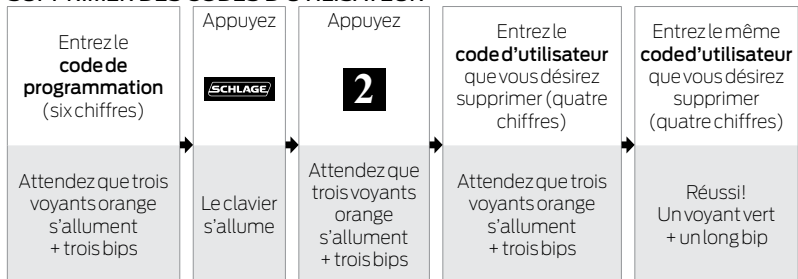 SUPPRIMER DES CODES D'UTILISATEUR
Entrez le
code de
programmation
(six chiffres)
Attendez que trois
voyants orange
s'allument
+ trois bips
Appuyez
SCHLAGE
Le clavier
s'allume
Appuyez
2
Attendez que
trois voyants
orange
s'allument
+ trois bips
Entrez le
code d'utilisateur
que vous désirez
supprimer (quatre
chiffres)
Attendez que trois
voyants orange
s'allument
+ trois bips
Entrez le même
code d'utilisateur
que vous désirez
supprimer
(quatre chiffres)
Réussi!
Un voyant vert
+ un long bip